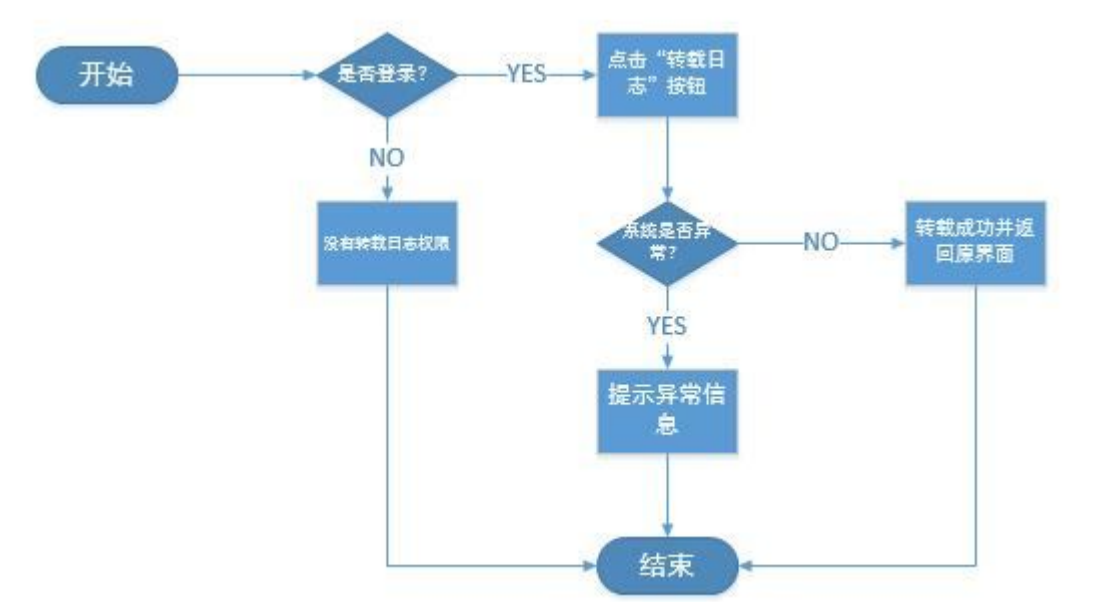 开始
是否登录？
YES
点击“转载日
志”按钮
NO
没有转载日志权限
系统是否异
常？
NO
转载成功并返
回原界面
YES
提示异常信
息
结束